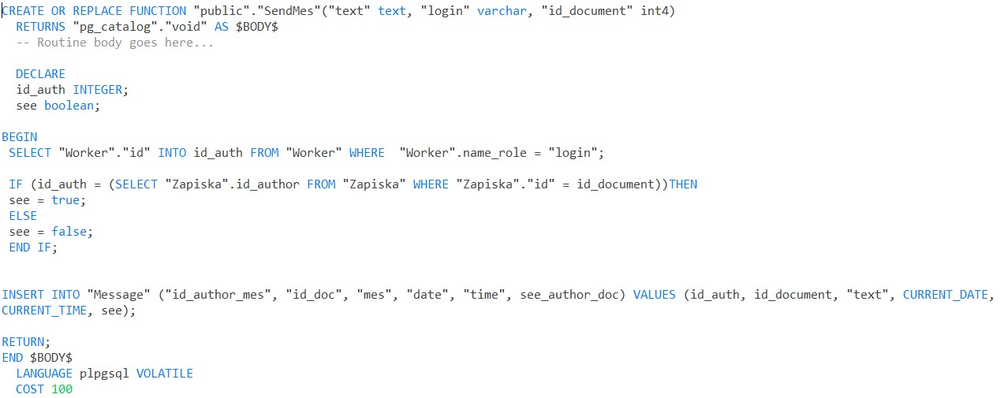 CREATE OR REPLACE FUNCTION "public"."SendMes"("text" text, "login" varchar, "id_document" int4)
RETURNS "pg_catalog"."void" AS $BODY$
-- Routine body goes here...
DECLARE
id_auth INTEGER;
see boolean;
BEGIN
SELECT "Worker"."id" INTO id_auth FROM "Worker" WHERE  "Worker".name_role = "login";
IF (id_auth = (SELECT "Zapiska".id_author FROM "Zapiska" WHERE "Zapiska"."id" = id_document))THEN
see = true;
ELSE
see = false;
END IF;
INSERT INTO "Message" ("id_author_mes", "id_doc", "mes", "date", "time", see_author_doc) VALUES (id_auth, id_document, "text", CURRENT_DATE,
CURRENT_TIME, see);
RETURN;
END $BODY$
LANGUAGE plpgsql VOLATILE
COST 100